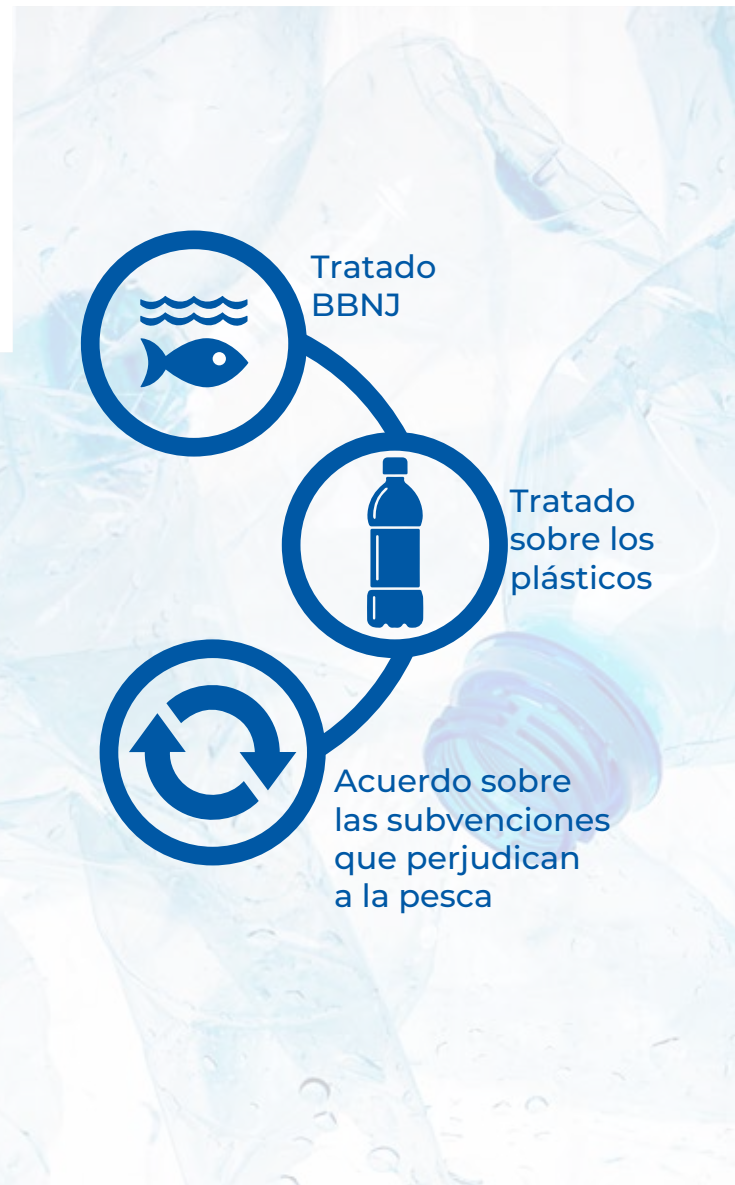 Tratado
BBNJ
Tratado
sobre los
plásticos
Acuerdo sobre
las subvenciones
que perjudican
a la pesca